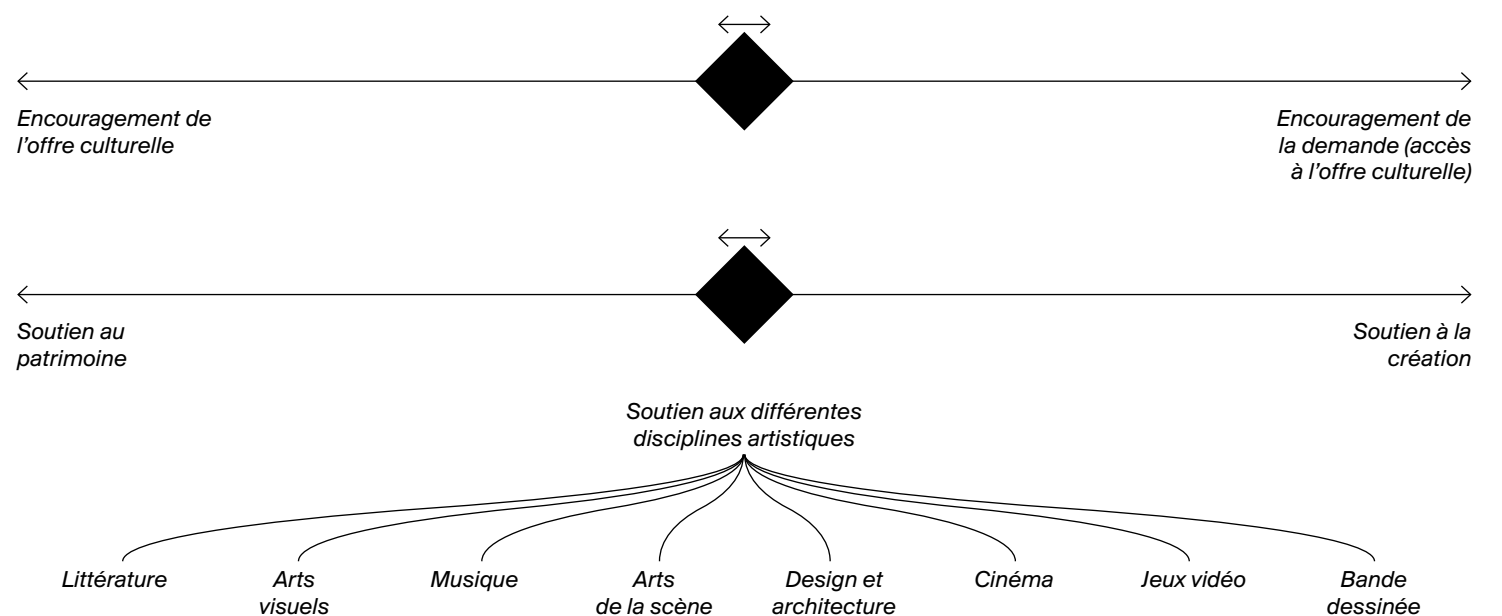 Encouragement de
l’offre culturelle
Encouragement de
la demande (accès
à l’offre culturelle)
Soutien au
patrimoine
Soutien à la
création
Soutien aux différentes
disciplines artistiques
Littérature
Arts
visuels
Musique
Arts
de la scène
Design et
architecture
Cinéma
Jeux vidéo
Bande
dessinée